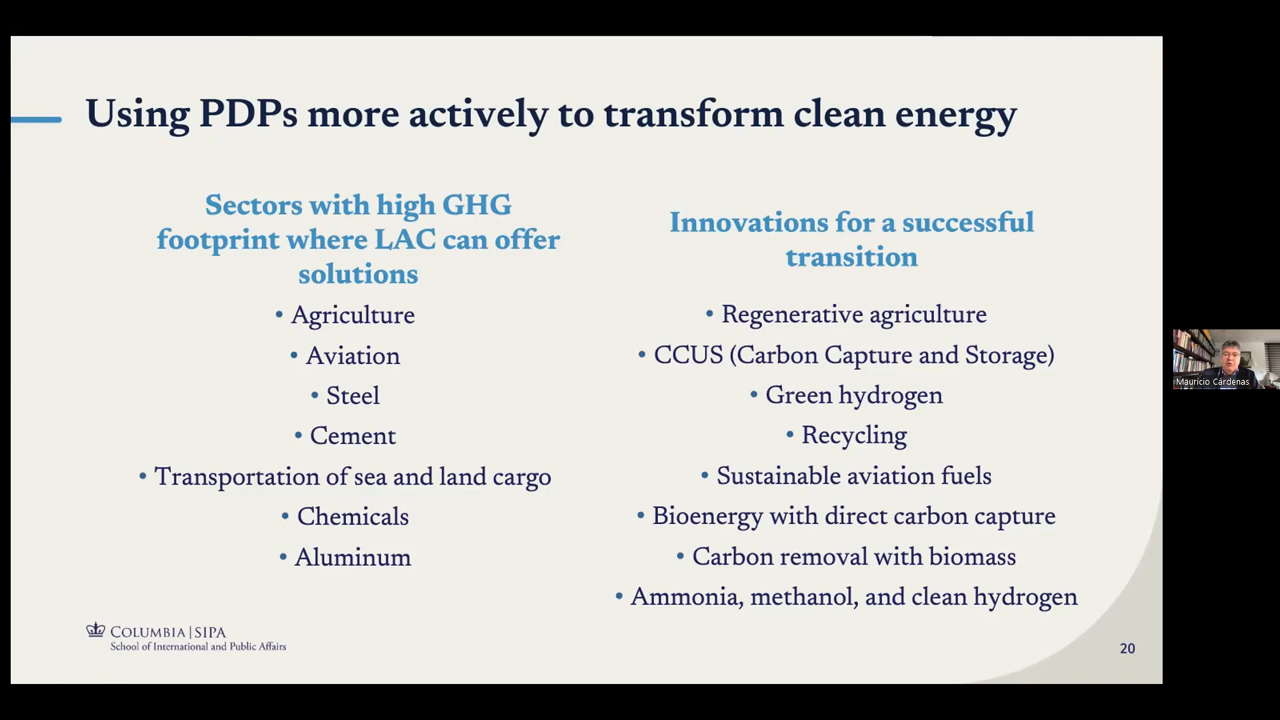 Using PDPs more actively to transform clean energy
Sectors with high GHG
footprint where LAC can offer
solutions
• Agriculture
• Aviation
• Steel
• Cement
• Transportation of sea and land cargo
• Chemicals
• Aluminum
Innovations for a successful
transition
• Regenerative agriculture
• CCUS (Carbon Capture and Storage)
• Green hydrogen
• Recycling
• Sustainable aviation fuels
• Bioenergy with direct carbon capture
• Carbon removal with biomass
• Ammonia, methanol, and clean hydrogen
COLUMBIA | SIPA
School of International and Public Affairs
20
Mauricio Cárdenas